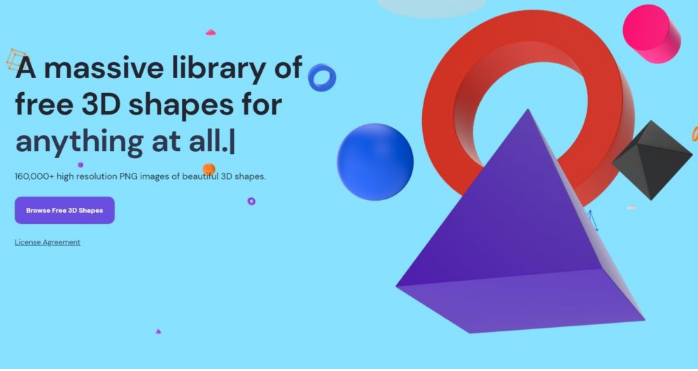 A massive library of
free 3D shapes for
anything at all.|
160,000+ high resolution PNG images of beautiful 3D shapes.
Browse Free 3D Shapes
License Agreement